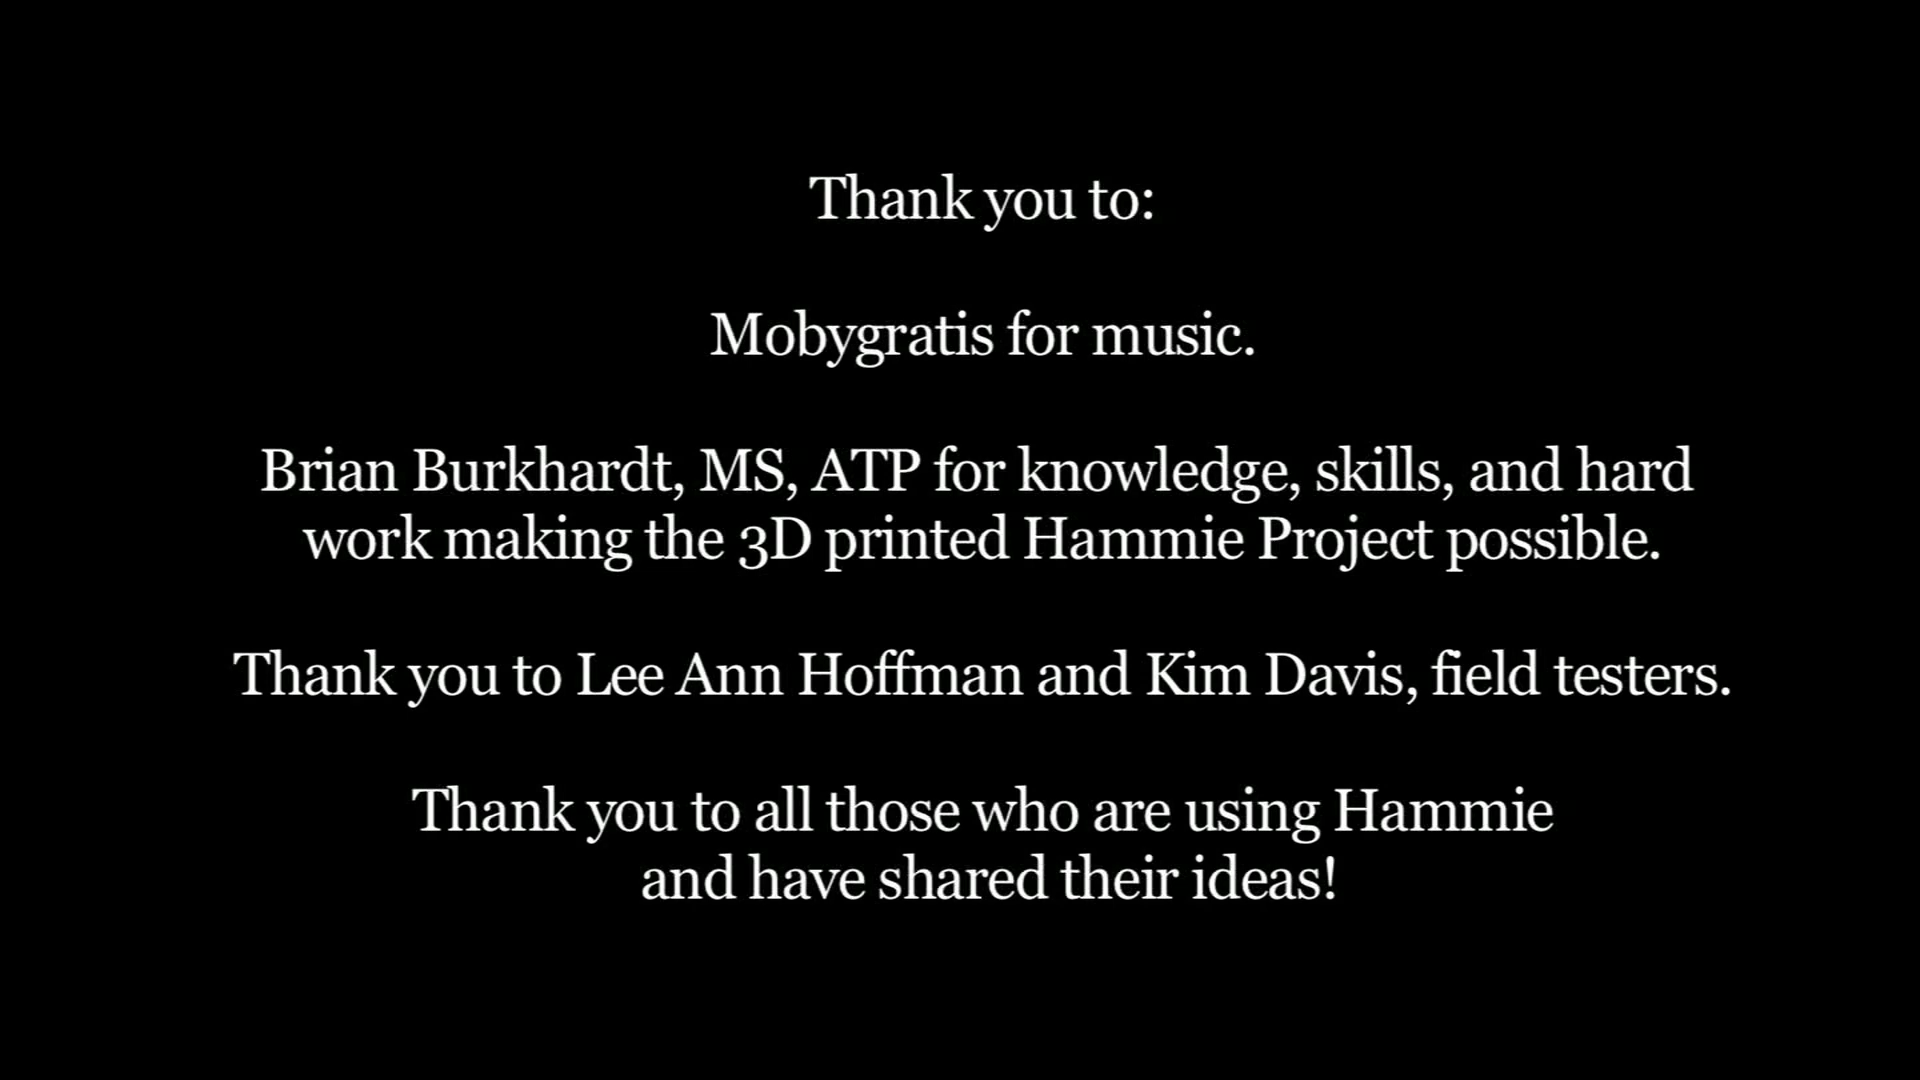 Thank you to:
Mobygratis for music.
Brian Burkhardt, MS, ATP for knowledge, skills, and hard
work making the 3D printed Hammie Project possible.
Thank you to Lee Ann Hoffman and Kim Davis, field testers.
Thank you to all those who are using Hammie
and have shared their ideas!